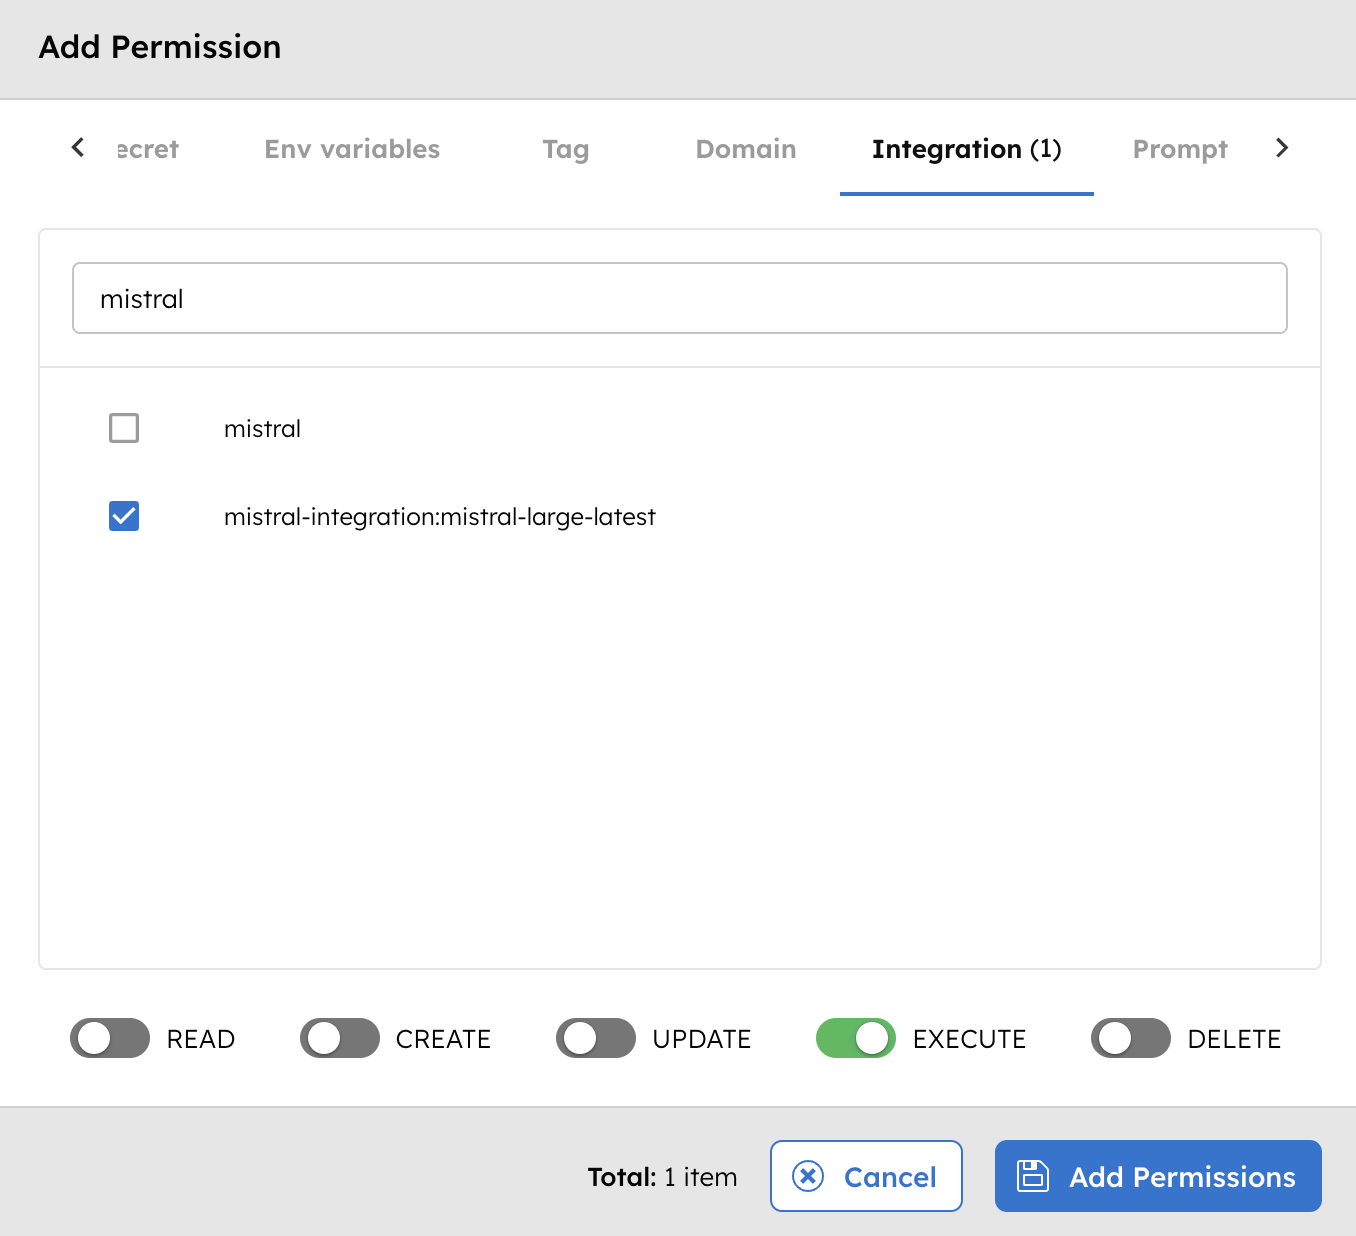 Add Permission
ecret Env variables Tag Domain Integration (1) Prompt
mistral
mistral
mistral-integration:mistral-large-latest
READ CREATE UPDATE EXECUTE DELETE
Total: 1 item Cancel Add Permissions